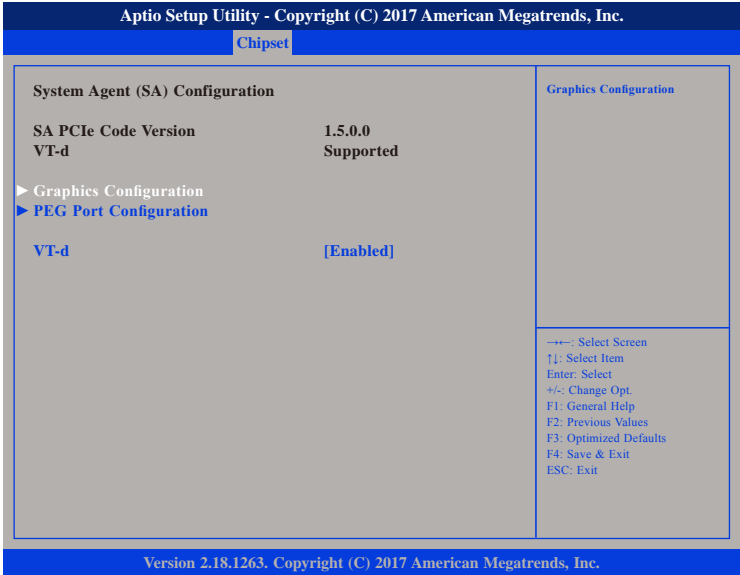 Aptio Setup Utility - Copyright (C) 2017 American Megatrends, Inc.
Chipset
System Agent (SA) Configuration
SA PCIe Code Version 1.5.0.0
VT-d Supported
► Graphics Configuration
► PEG Port Configuration
VT-d [Enabled]
Graphics Configuration
→←: Select Screen
↑↓: Select Item
Enter: Select
+/-: Change Opt.
F1: General Help
F2: Previous Values
F3: Optimized Defaults
F4: Save & Exit
ESC: Exit
Version 2.18.1263. Copyright (C) 2017 American Megatrends, Inc.